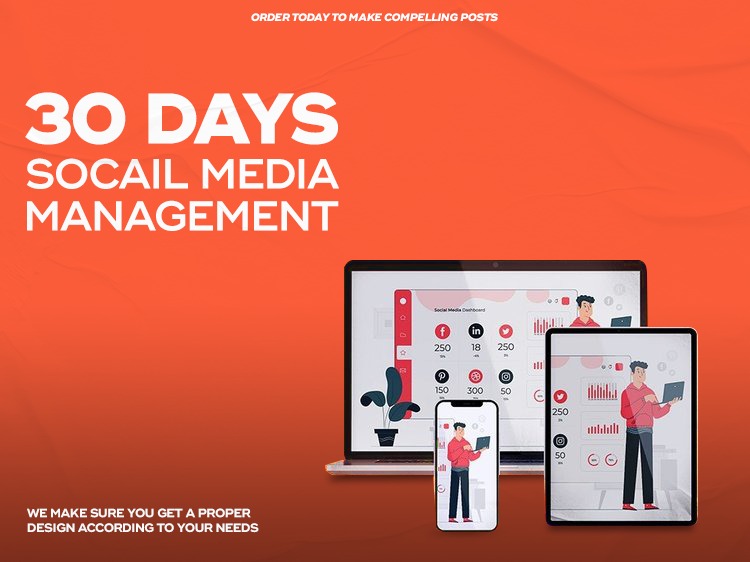 ORDER TODAY TO MAKE COMPELLING POSTS
30 DAYS
SOCAIL MEDIA
MANAGEMENT
Social Media Dashboard
250 18 250
150 300 50
250
50
WE MAKE SURE YOU GET A PROPER
DESIGN ACCORDING TO YOUR NEEDS